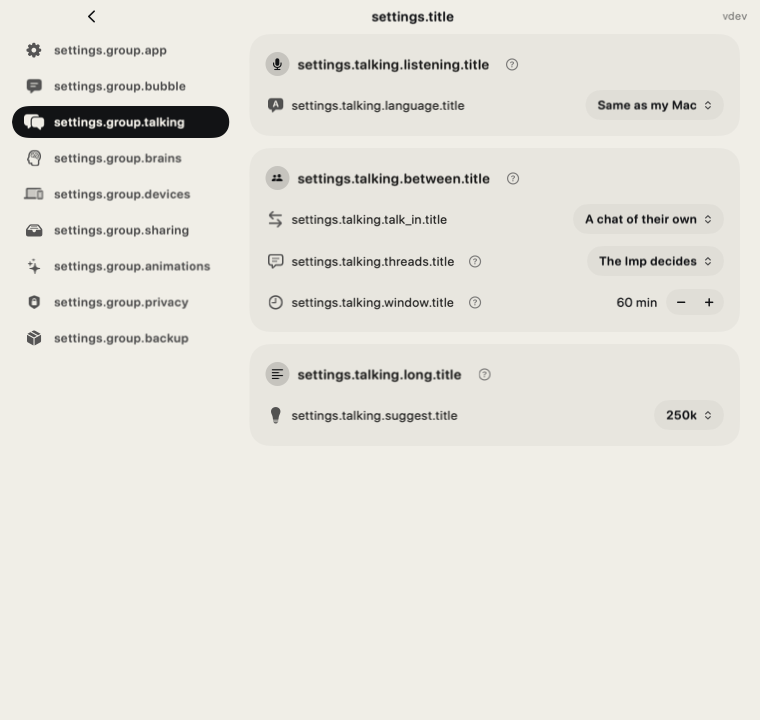 settings.title
vdev
settings.group.app
settings.group.bubble
settings.group.talking
settings.group.brains
settings.group.devices
settings.group.sharing
settings.group.animations
settings.group.privacy
settings.group.backup
settings.talking.listening.title
settings.talking.language.title
Same as my Mac
settings.talking.between.title
settings.talking.talk_in.title
A chat of their own
settings.talking.threads.title
The Imp decides
settings.talking.window.title
60 min
settings.talking.long.title
settings.talking.suggest.title
250k